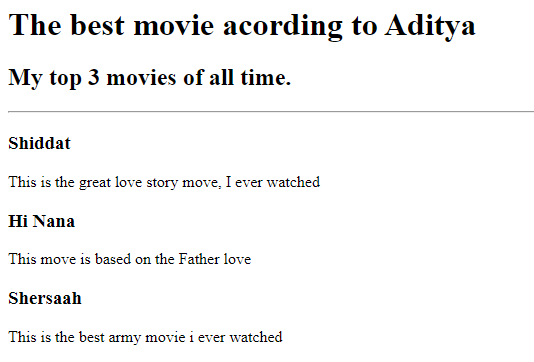 The best movie acording to Aditya
My top 3 movies of all time.
Shiddat
This is the great love story move, I ever watched
Hi Nana
This move is based on the Father love
Shersaah
This is the best army movie i ever watched